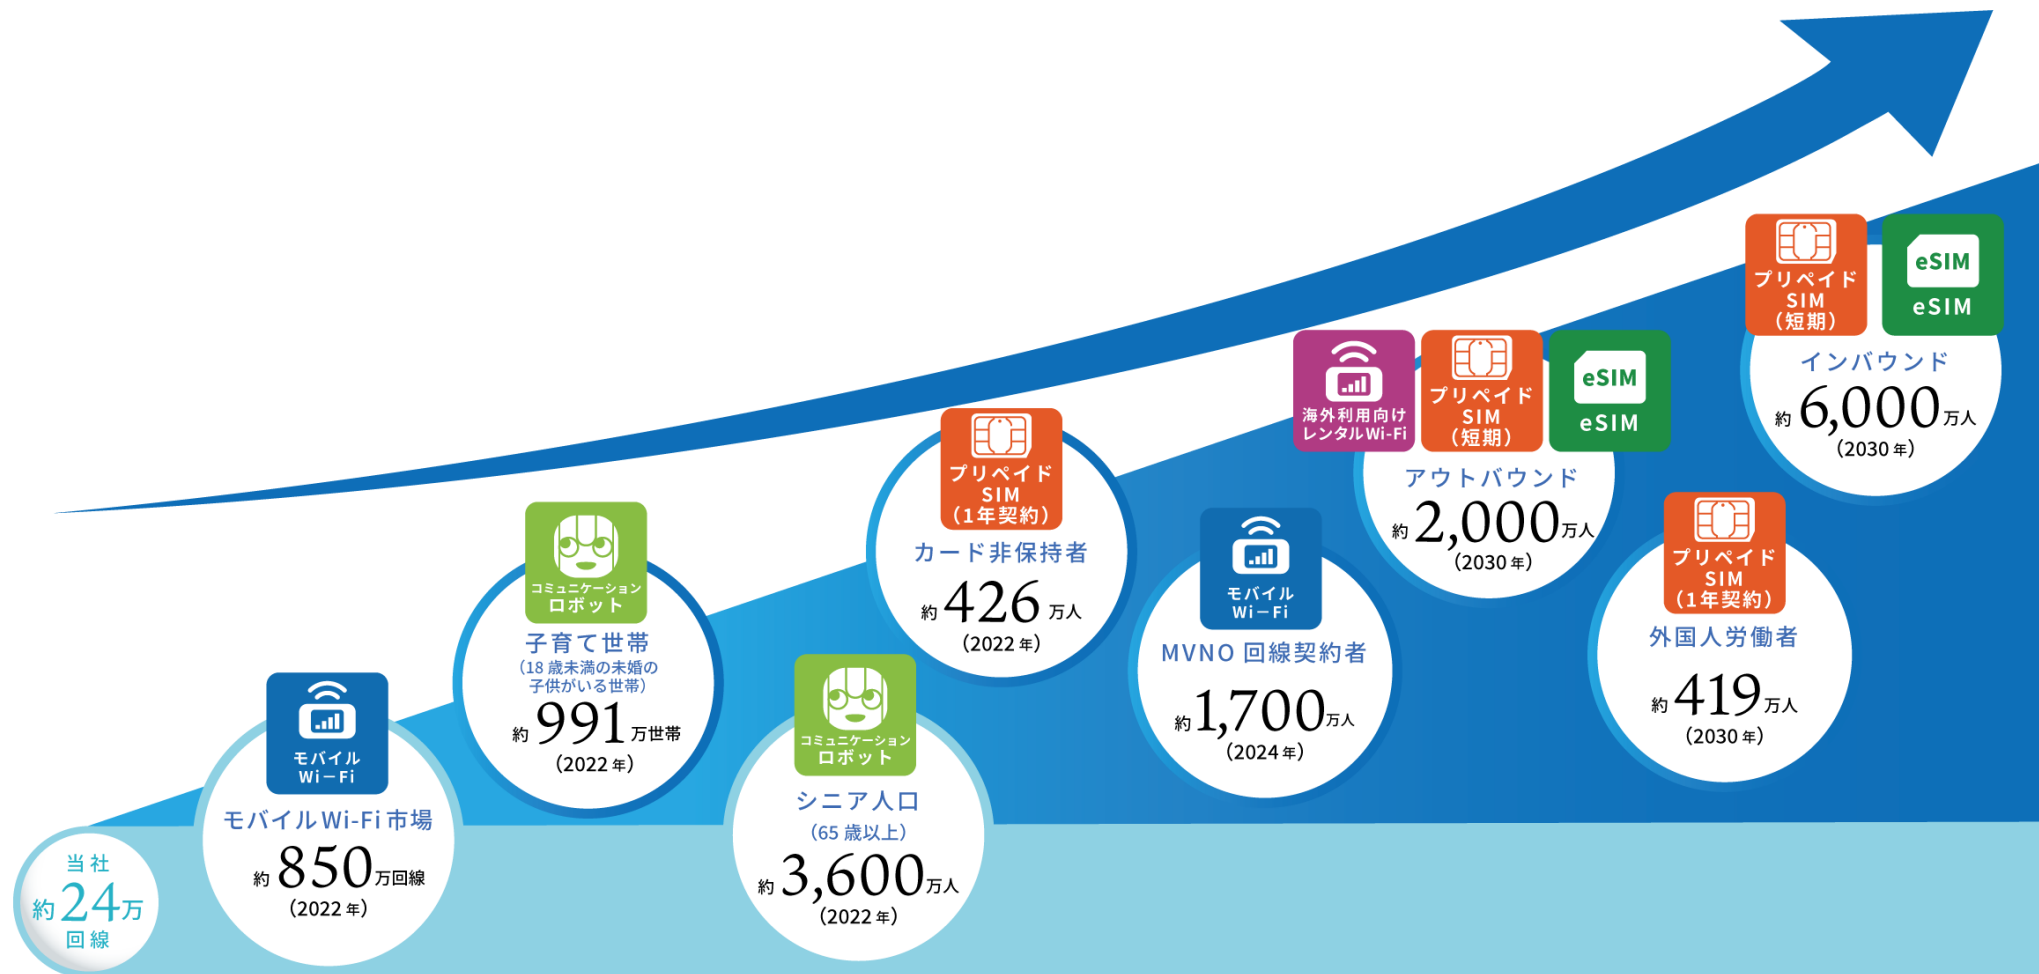 当社
約24万
回線
モバイル
Wi−Fi
モバイルWi-Fi市場
約850万回線
(2022年)
コミュニケーション
ロボット
子育て世帯
(18歳未満の未婚の
子供がいる世帯)
約991万世帯
(2022年)
コミュニケーション
ロボット
シニア人口
(65歳以上)
約3,600万人
(2022年)
プリペイド
SIM
(1年契約)
カード非保持者
約426万人
(2022年)
モバイル
Wi−Fi
MVNO回線契約者
約1,700万人
(2024年)
海外利用向け
レンタルWi-Fi
プリペイド
SIM
(短期)
eSIM
eSIM
アウトバウンド
約2,000万人
(2030年)
プリペイド
SIM
(1年契約)
外国人労働者
約419万人
(2030年)
プリペイド
SIM
(短期)
eSIM
eSIM
インバウンド
約6,000万人
(2030年)